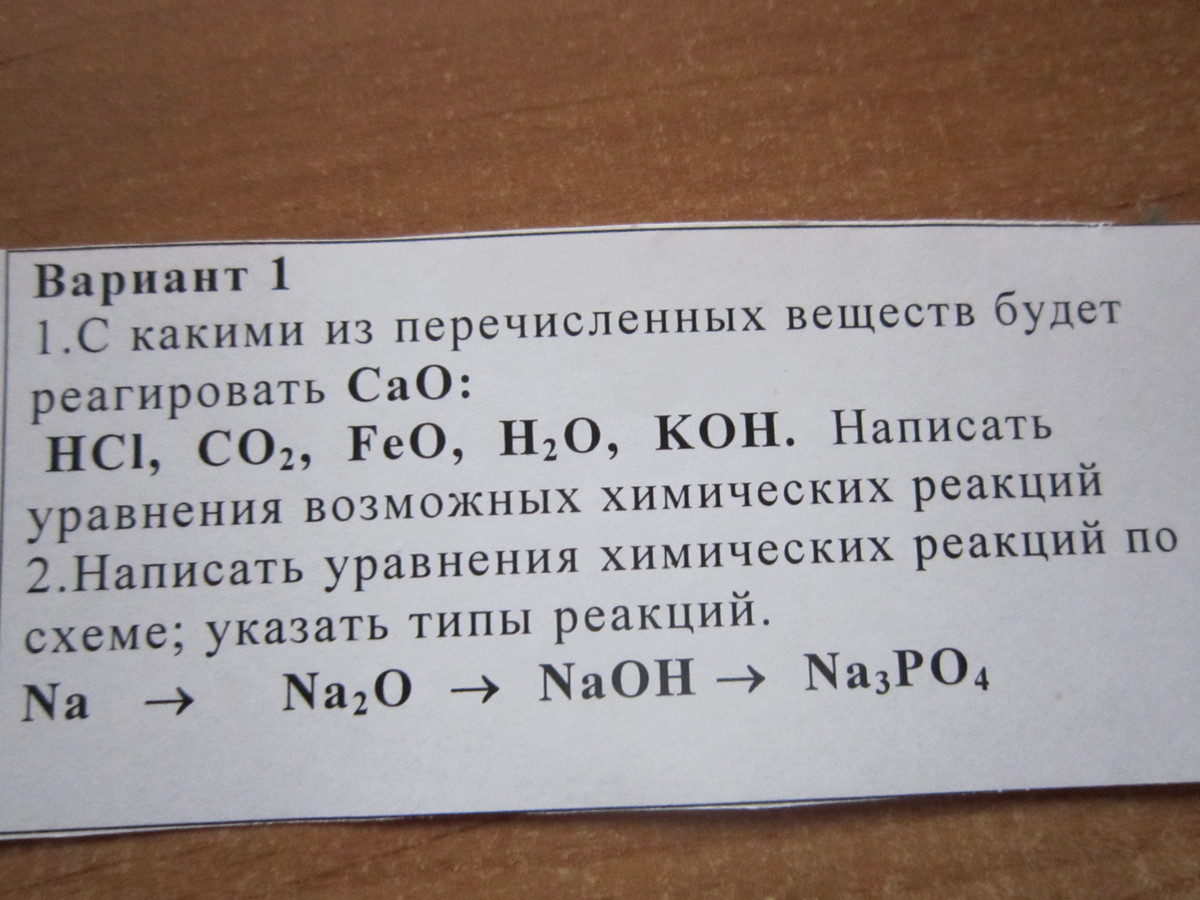 Вариант 1
1.С какими из перечисленных веществ будет
реагировать CaO:
HCl, CO₂, FeO, H₂O, KOH. Написать
уравнения возможных химических реакций
2.Написать уравнения химических реакций по
схеме; указать типы реакций.
Na → Na₂O → NaOH → Na₃PO₄